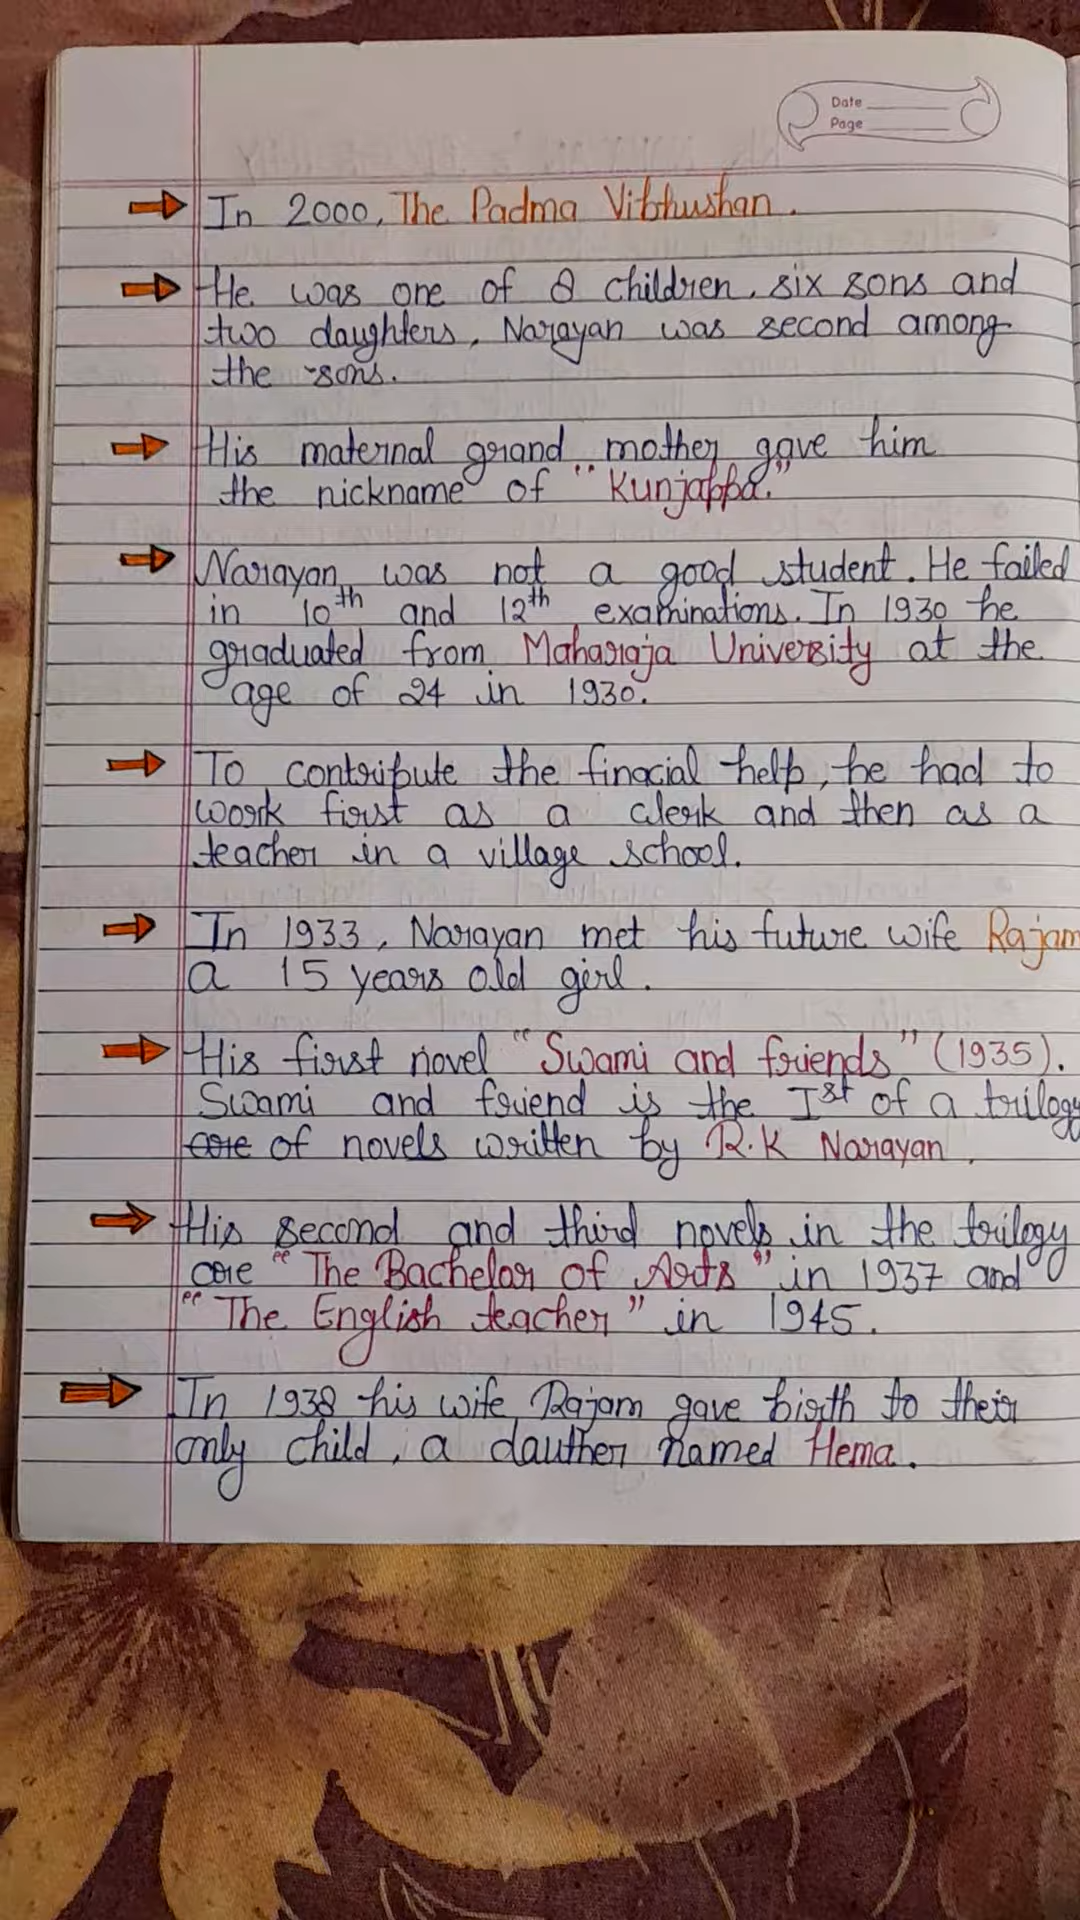 Date
Page
In 2000, The Padma Vibhushan.
He was one of 8 children, six sons and
two daughters, Narayan was second among
the sons.
His maternal grand mother gave him
the nickname of "Kunjappa."
Narayan was not a good student. He failed
in 10th and 12th examinations. In 1930 he
graduated from Maharaja University at the
age of 24 in 1930.
To contribute the finacial help, he had to
work first as a clerk and then as a
teacher in a village school.
In 1933, Narayan met his future wife Rajam
a 15 years old girl.
His first novel "Swami and friends" (1935).
Swami and friend is the Ist of a trilogy
of novels written by R.K Narayan.
His second and third novels in the trilogy
are "The Bachelor of Arts" in 1937 and
"The English teacher" in 1945.
In 1938 his wife Rajam gave birth to their
only child, a dauther named Hema.